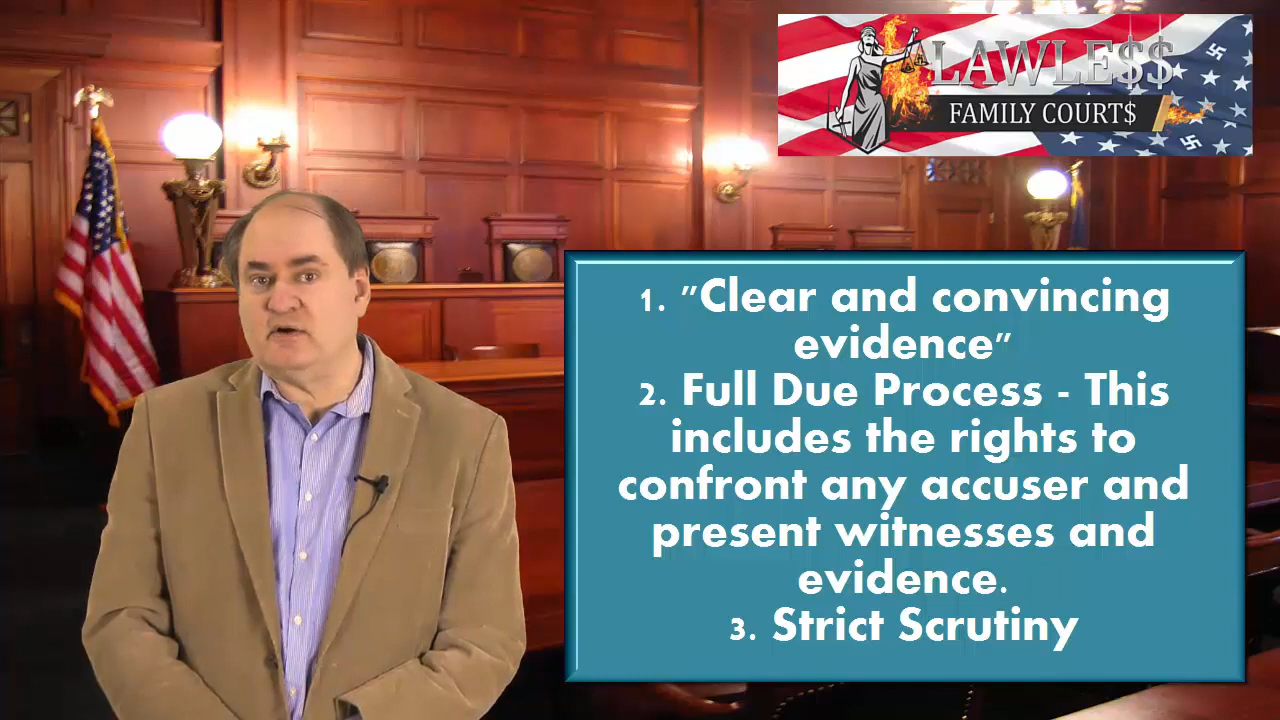 LAWLE$$
FAMILY COURT$
1. "Clear and convincing
evidence"
2. Full Due Process - This
includes the rights to
confront any accuser and
present witnesses and
evidence.
3. Strict Scrutiny